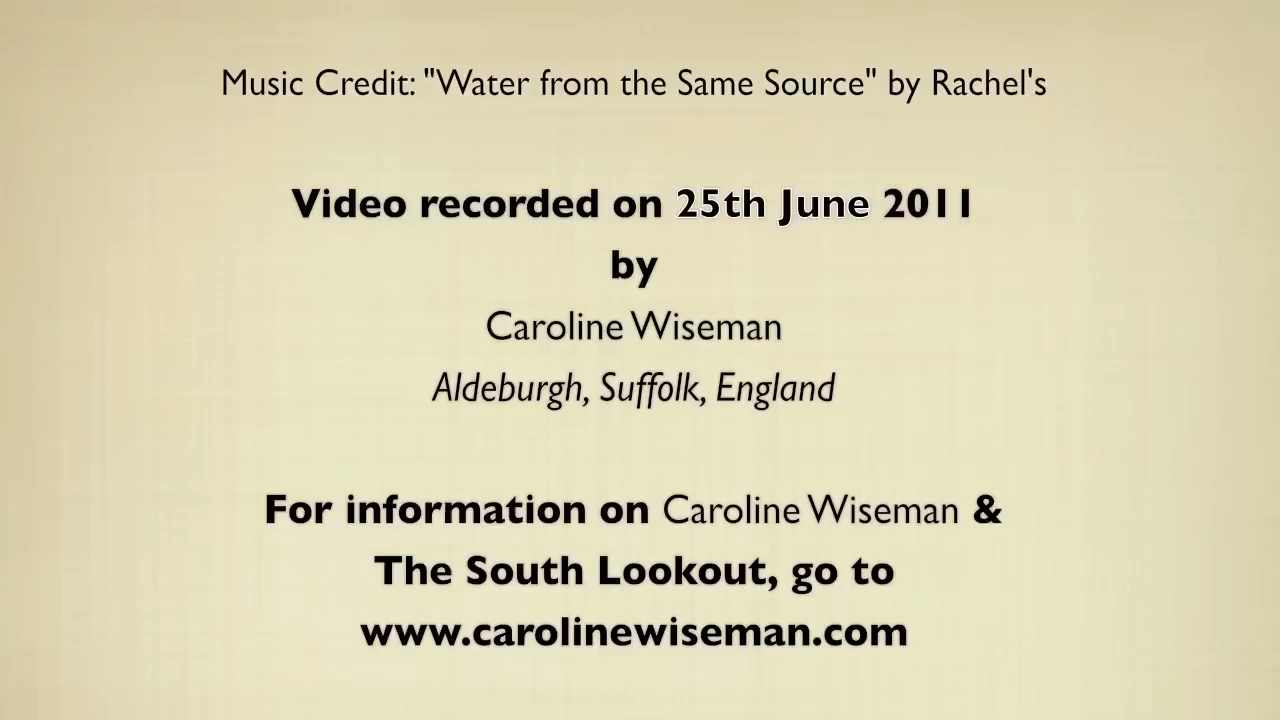 Music Credit: "Water from the Same Source" by Rachel's
Video recorded on 25th June 2011
by
Caroline Wiseman
Aldeburgh, Suffolk, England
For information on Caroline Wiseman &
The South Lookout, go to
www.carolinewiseman.com